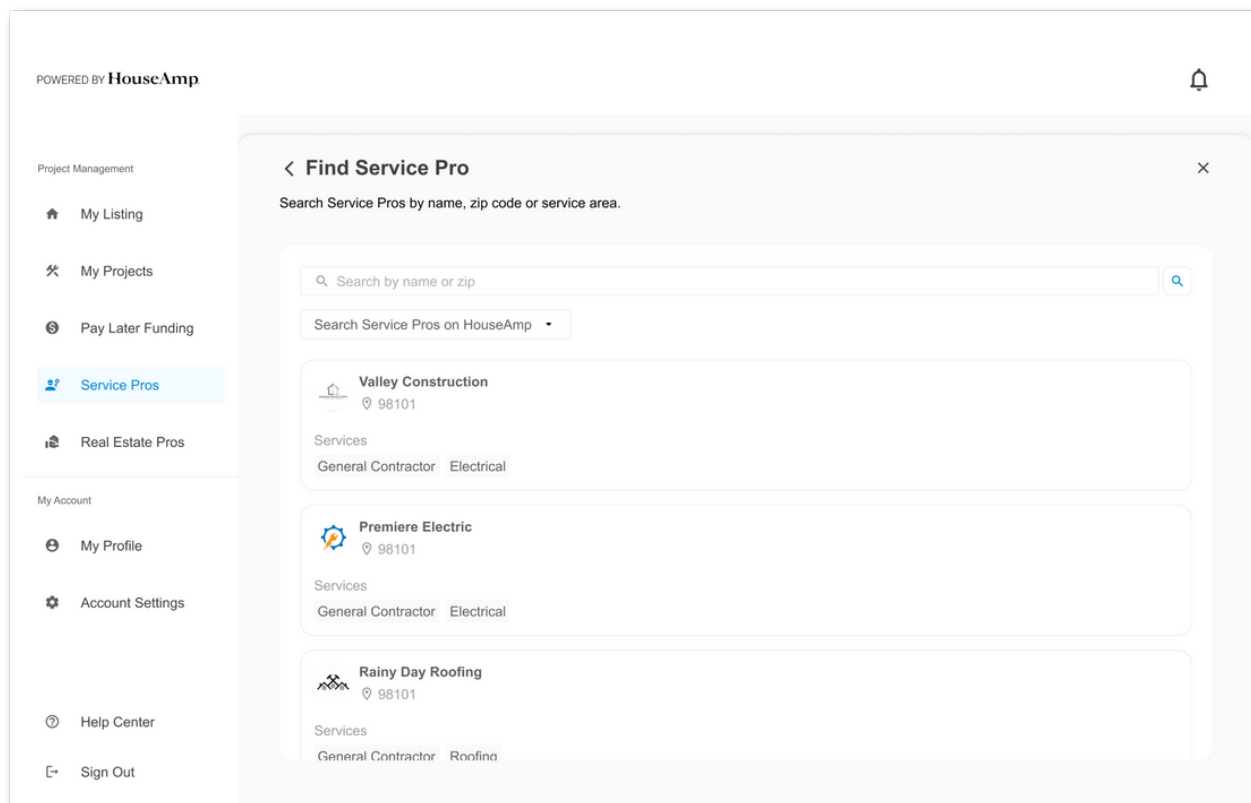 POWERED BY HouseAmp
Project Management
My Listing
My Projects
Pay Later Funding
Service Pros
Real Estate Pros
My Account
My Profile
Account Settings
Help Center
Sign Out
Find Service Pro
Search Service Pros by name, zip code or service area.
Search by name or zip
Search Service Pros on HouseAmp
Valley Construction
98101
Services
General Contractor Electrical
Premiere Electric
98101
Services
General Contractor Electrical
Rainy Day Roofing
98101
Services
General Contractor Roofing